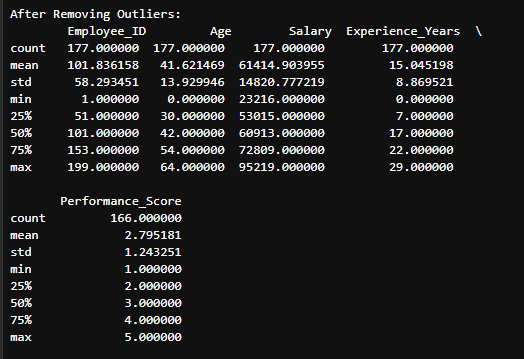 After Removing Outliers:
Employee_ID Age Salary Experience_Years \
count 177.000000 177.000000 177.000000 177.000000
mean 101.836158 41.621469 61414.903955 15.045198
std 58.293451 13.929946 14820.777219 8.869521
min 1.000000 0.000000 23216.000000 0.000000
25% 51.000000 30.000000 53015.000000 7.000000
50% 101.000000 42.000000 60913.000000 17.000000
75% 153.000000 54.000000 72809.000000 22.000000
max 199.000000 64.000000 95219.000000 29.000000
Performance_Score
count 166.000000
mean 2.795181
std 1.243251
min 1.000000
25% 2.000000
50% 3.000000
75% 4.000000
max 5.000000